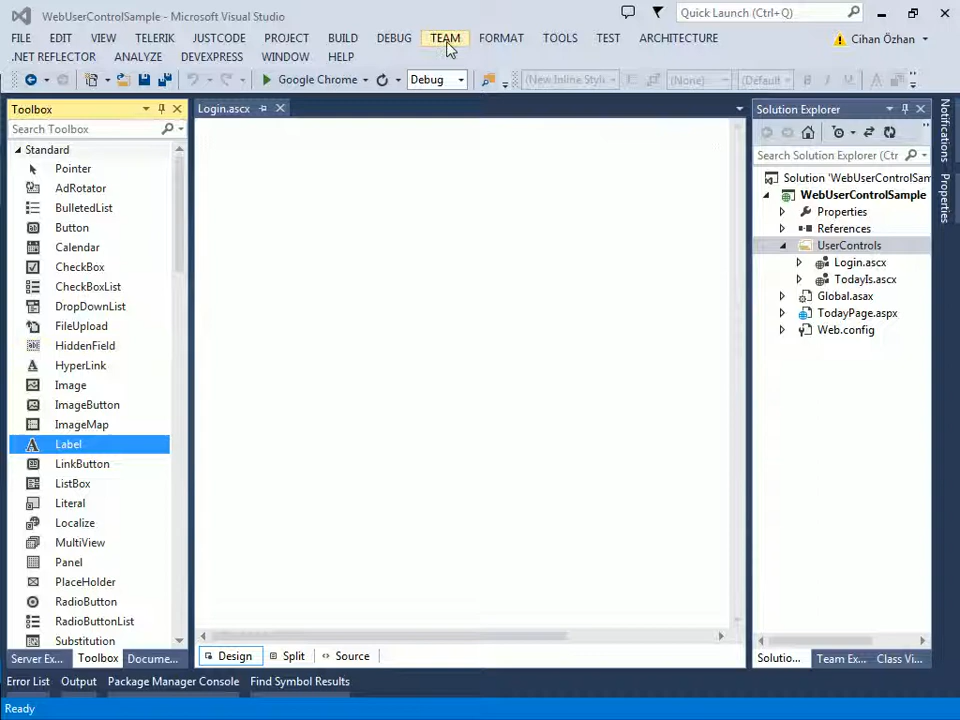 WebUserControlSample - Microsoft Visual Studio
Quick Launch (Ctrl+Q)
FILE EDIT VIEW TELERIK JUSTCODE PROJECT BUILD DEBUG TEAM FORMAT TOOLS TEST ARCHITECTURE
Cihan Özhan
.NET REFLECTOR ANALYZE DEVEXPRESS WINDOW HELP
Google Chrome Debug (New Inline Style (None) (Default
Toolbox
Login.ascx
Solution Explorer
Search Toolbox
Search Solution Explorer (Ctr
Standard
Pointer
AdRotator
BulletedList
Button
Calendar
CheckBox
CheckBoxList
DropDownList
FileUpload
HiddenField
HyperLink
Image
ImageButton
ImageMap
Label
LinkButton
ListBox
Literal
Localize
MultiView
Panel
PlaceHolder
RadioButton
RadioButtonList
Substitution
Solution 'WebUserControlSam
WebUserControlSample
Properties
References
UserControls
Login.ascx
TodayIs.ascx
Global.asax
TodayPage.aspx
Web.config
Notifications
Properties
Design Split Source
Server Ex... Toolbox Docume...
Solutio... Team Ex... Class Vi...
Error List Output Package Manager Console Find Symbol Results
Ready